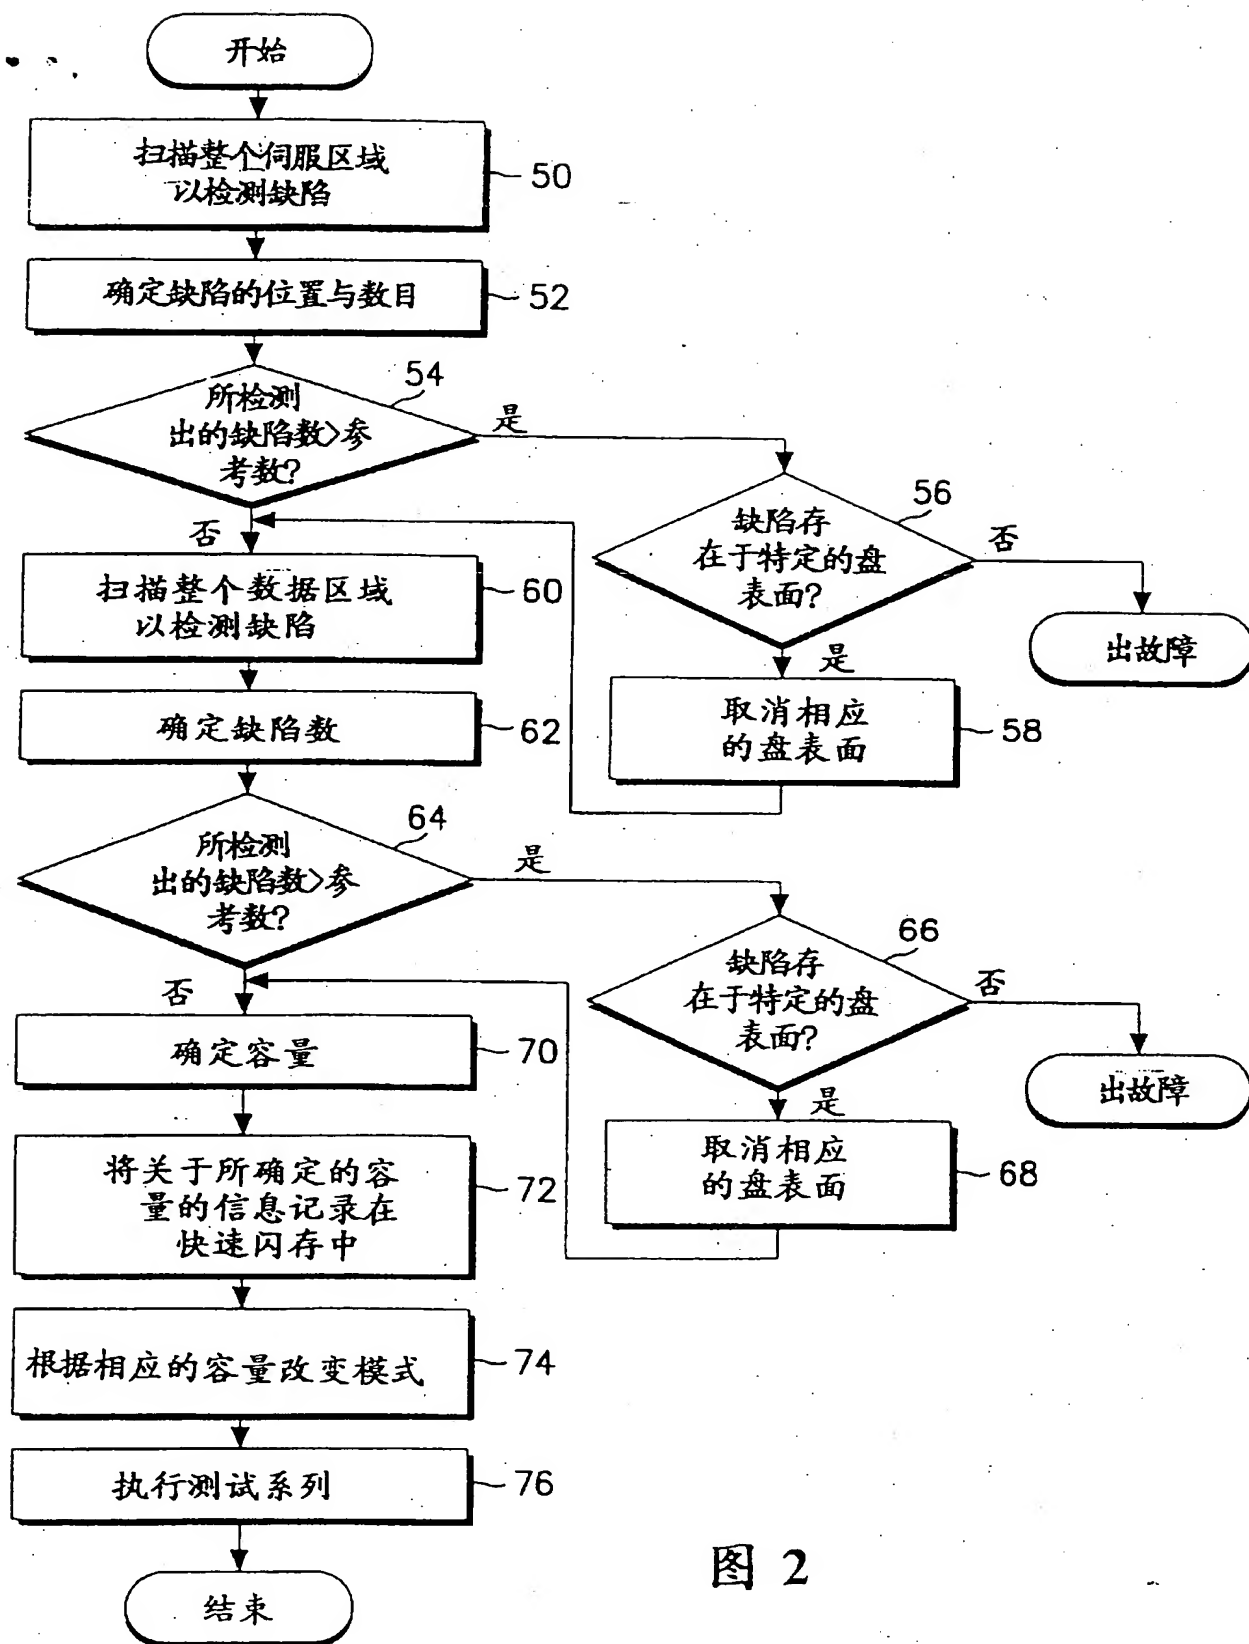 开始
扫描整个伺服区域
以检测缺陷
50
确定缺陷的位置与数目
52
54
所检测
出的缺陷数>参
考数?
是
否
56
缺陷存
在于特定的盘
表面?
否
出故障
是
取消相应
的盘表面
58
扫描整个数据区域
以检测缺陷
60
确定缺陷数
62
64
所检测
出的缺陷数>参
考数?
是
否
66
缺陷存
在于特定的盘
表面?
否
出故障
是
取消相应
的盘表面
68
确定容量
70
将关于所确定的容
量的信息记录在
快速闪存中
72
根据相应的容量改变模式
74
执行测试系列
76
结束
图 2